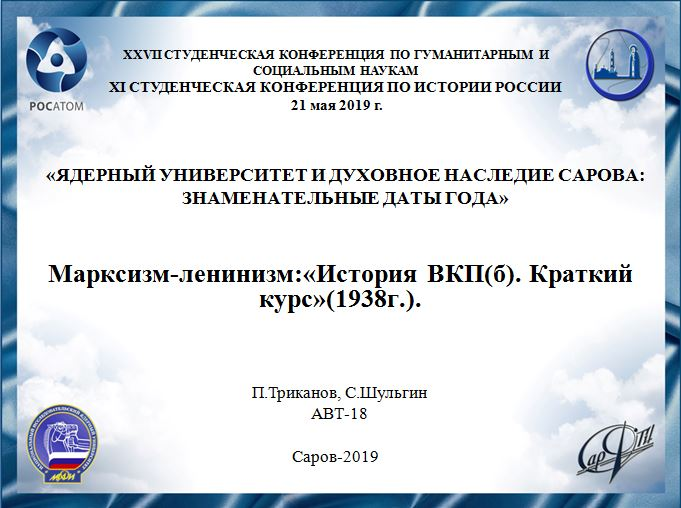 XXVII СТУДЕНЧЕСКАЯ КОНФЕРЕНЦИЯ ПО ГУМАНИТАРНЫМ И
СОЦИАЛЬНЫМ НАУКАМ
XI СТУДЕНЧЕСКАЯ КОНФЕРЕНЦИЯ ПО ИСТОРИИ РОССИИ
21 мая 2019 г.
РОСАТОМ
«ЯДЕРНЫЙ УНИВЕРСИТЕТ И ДУХОВНОЕ НАСЛЕДИЕ САРОВА:
ЗНАМЕНАТЕЛЬНЫЕ ДАТЫ ГОДА»
Марксизм-ленинизм:«История ВКП(б). Краткий
курс»(1938г.).
П.Триканов, С.Шульгин
АВТ-18
Саров-2019
МИФИ
СарФТИ